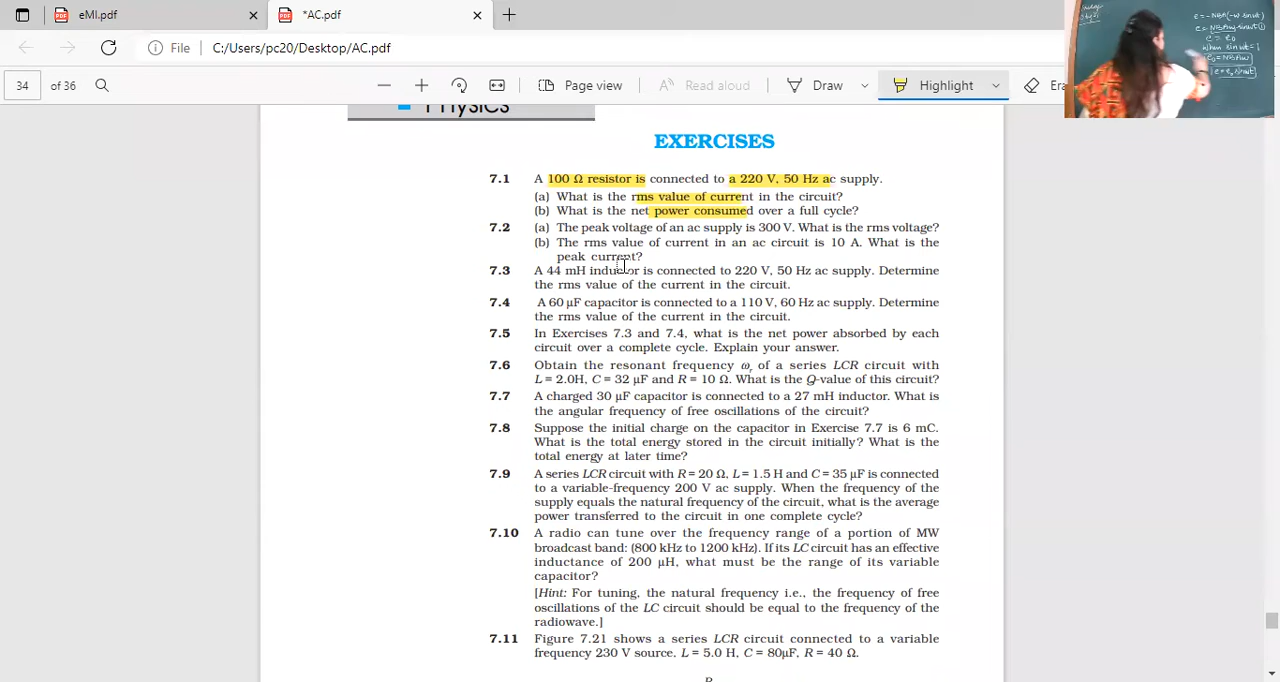 eMI.pdf
*AC.pdf
File
C:/Users/pc20/Desktop/AC.pdf
34
of 36
Page view
Read aloud
Draw
Highlight
Physics
EXERCISES
7.1 A 100 Ω resistor is connected to a 220 V, 50 Hz ac supply.
(a) What is the rms value of current in the circuit?
(b) What is the net power consumed over a full cycle?
7.2 (a) The peak voltage of an ac supply is 300 V. What is the rms voltage?
(b) The rms value of current in an ac circuit is 10 A. What is the
peak current?
7.3 A 44 mH inductor is connected to 220 V, 50 Hz ac supply. Determine
the rms value of the current in the circuit.
7.4 A 60 μF capacitor is connected to a 110 V, 60 Hz ac supply. Determine
the rms value of the current in the circuit.
7.5 In Exercises 7.3 and 7.4, what is the net power absorbed by each
circuit over a complete cycle. Explain your answer.
7.6 Obtain the resonant frequency ωr of a series LCR circuit with
L = 2.0H, C = 32 μF and R = 10 Ω. What is the Q-value of this circuit?
7.7 A charged 30 μF capacitor is connected to a 27 mH inductor. What is
the angular frequency of free oscillations of the circuit?
7.8 Suppose the initial charge on the capacitor in Exercise 7.7 is 6 mC.
What is the total energy stored in the circuit initially? What is the
total energy at later time?
7.9 A series LCR circuit with R = 20 Ω, L = 1.5 H and C = 35 μF is connected
to a variable-frequency 200 V ac supply. When the frequency of the
supply equals the natural frequency of the circuit, what is the average
power transferred to the circuit in one complete cycle?
7.10 A radio can tune over the frequency range of a portion of MW
broadcast band: (800 kHz to 1200 kHz). If its LC circuit has an effective
inductance of 200 μH, what must be the range of its variable
capacitor?
[Hint: For tuning, the natural frequency i.e., the frequency of free
oscillations of the LC circuit should be equal to the frequency of the
radiowave.]
7.11 Figure 7.21 shows a series LCR circuit connected to a variable
frequency 230 V source. L = 5.0 H, C = 80μF, R = 40 Ω.
e = -NBA(-w sinwt)
e = NBAw sinwt ①
e = e0
when sinwt = 1
e0 = NBAw
e = e0 sinwt